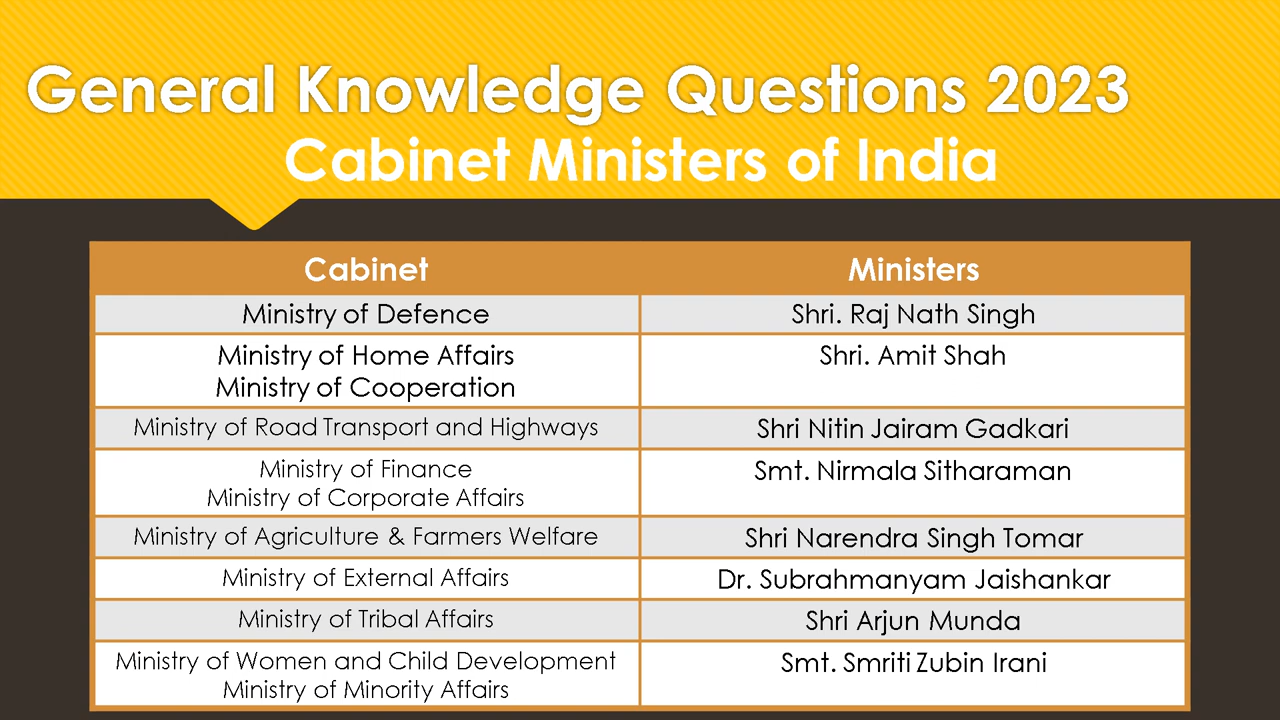 General Knowledge Questions 2023
Cabinet Ministers of India
Cabinet Ministers
Ministry of Defence Shri. Raj Nath Singh
Ministry of Home Affairs Shri. Amit Shah
Ministry of Cooperation
Ministry of Road Transport and Highways Shri Nitin Jairam Gadkari
Ministry of Finance Smt. Nirmala Sitharaman
Ministry of Corporate Affairs
Ministry of Agriculture & Farmers Welfare Shri Narendra Singh Tomar
Ministry of External Affairs Dr. Subrahmanyam Jaishankar
Ministry of Tribal Affairs Shri Arjun Munda
Ministry of Women and Child Development Smt. Smriti Zubin Irani
Ministry of Minority Affairs